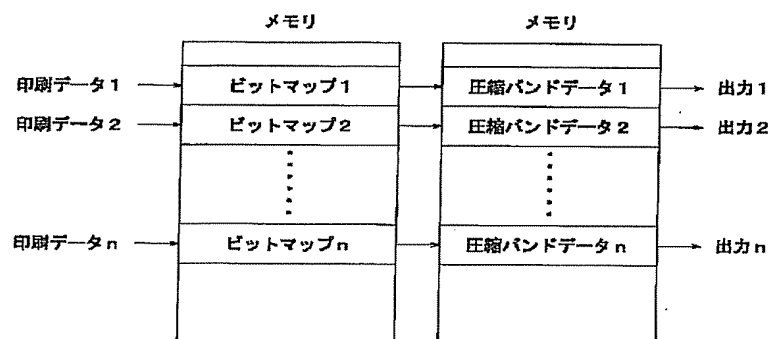 メモリ メモリ
印刷データ1 ビットマップ1 圧縮バンドデータ1 出力1
印刷データ2 ビットマップ2 圧縮バンドデータ2 出力2
印刷データn ビットマップn 圧縮バンドデータn 出力n